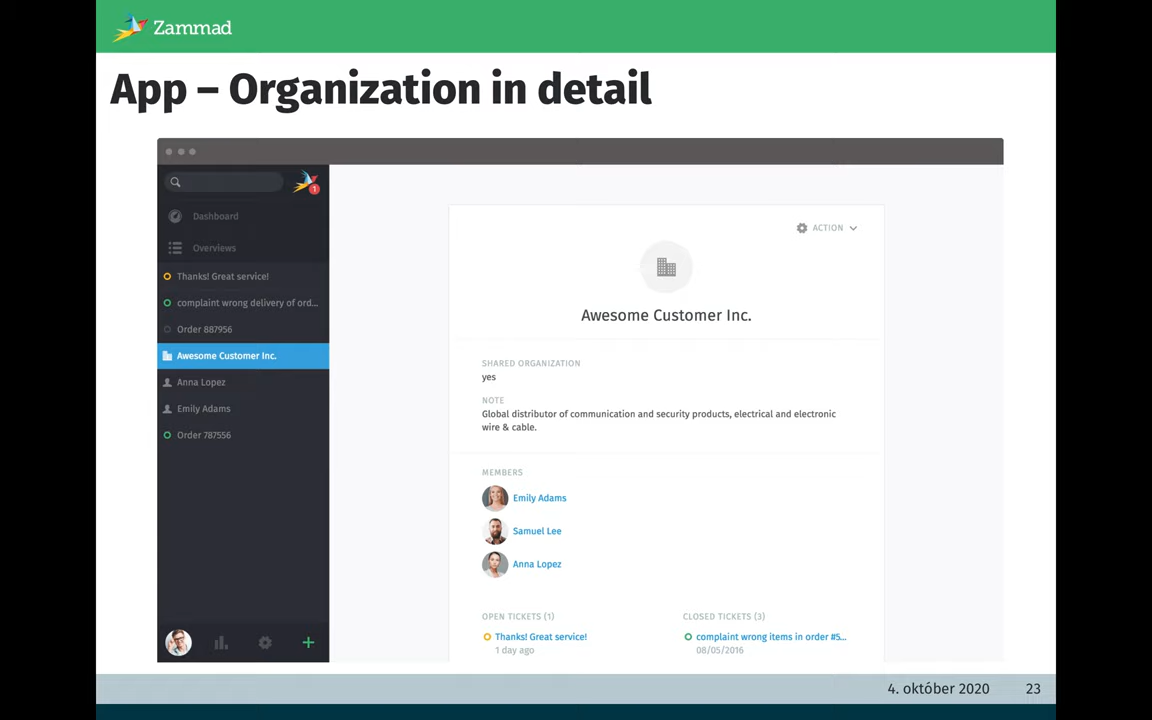 Zammad
App – Organization in detail
1
Dashboard
Overviews
Thanks! Great service!
complaint wrong delivery of ord...
Order 887956
Awesome Customer Inc.
Anna Lopez
Emily Adams
Order 787556
ACTION
Awesome Customer Inc.
SHARED ORGANIZATION
yes
NOTE
Global distributor of communication and security products, electrical and electronic
wire & cable.
MEMBERS
Emily Adams
Samuel Lee
Anna Lopez
OPEN TICKETS (1)
Thanks! Great service!
1 day ago
CLOSED TICKETS (3)
complaint wrong items in order #5...
08/05/2016
4. október 2020
23